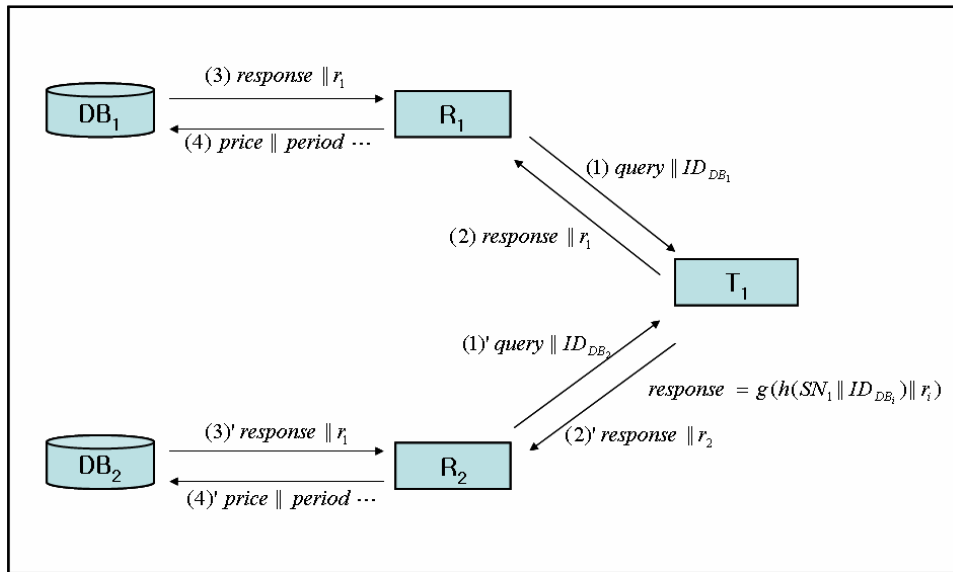 (3) response || r₁
DB₁
R₁
(4) price || period ⋯
(1) query || ID_DB₁
(2) response || r₁
T₁
(1)' query || ID_DB₂
response = g(h(SN₁ || ID_DBᵢ) || rᵢ)
(3)' response || r₁
(2)' response || r₂
DB₂
R₂
(4)' price || period ⋯